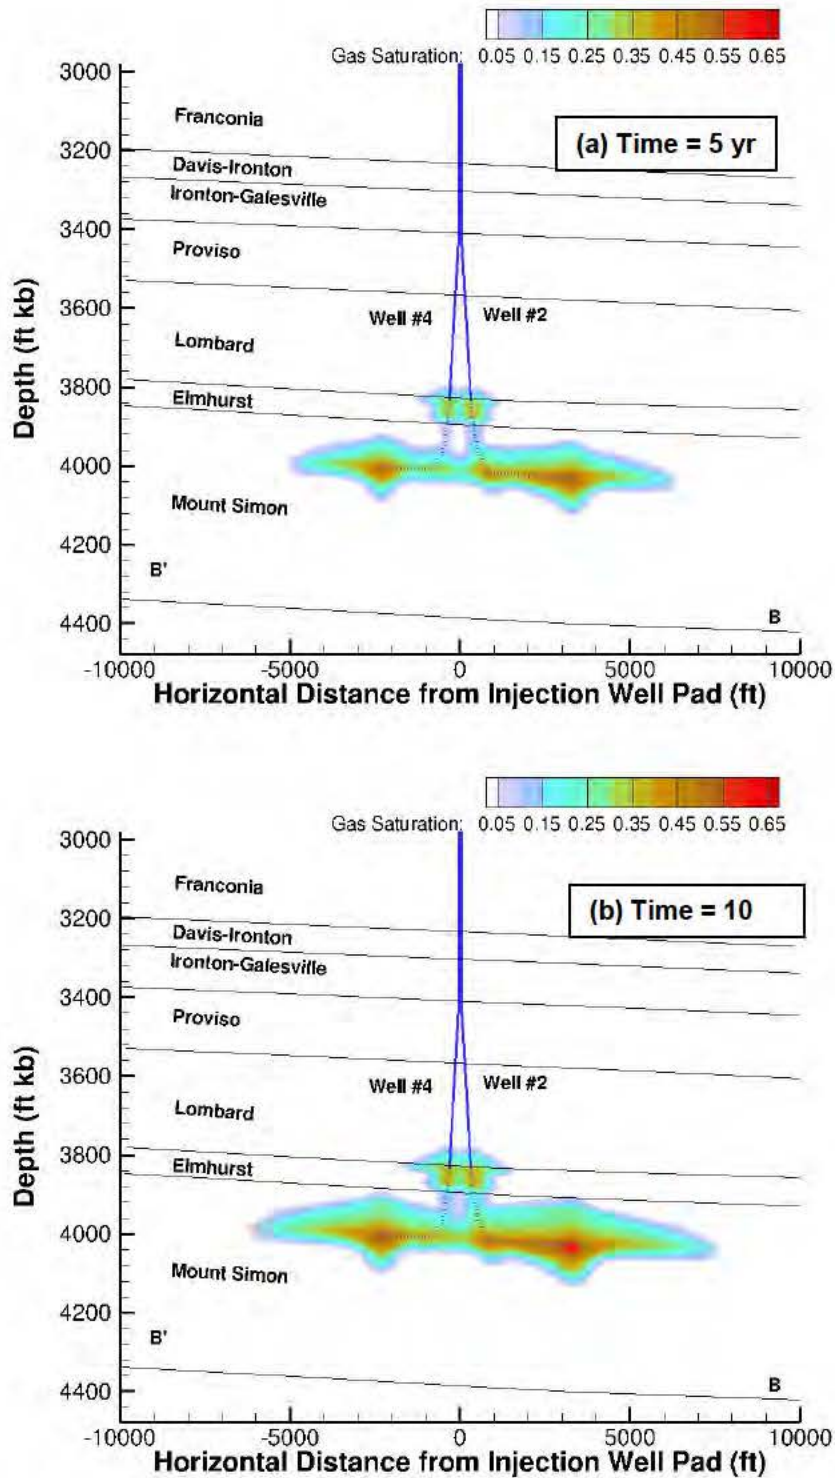 Gas Saturation: 0.05 0.15 0.25 0.35 0.45 0.55 0.65
(a) Time = 5 yr
3000
3200
3400
3600
3800
4000
4200
4400
Depth (ft kb)
Franconia
Davis-Ironton
Ironton-Galesville
Proviso
Well #4 Well #2
Lombard
Elmhurst
Mount Simon
B'
B
-10000 -5000 0 5000 10000
Horizontal Distance from Injection Well Pad (ft)
Gas Saturation: 0.05 0.15 0.25 0.35 0.45 0.55 0.65
(b) Time = 10
3000
3200
3400
3600
3800
4000
4200
4400
Depth (ft kb)
Franconia
Davis-Ironton
Ironton-Galesville
Proviso
Well #4 Well #2
Lombard
Elmhurst
Mount Simon
B'
B
-10000 -5000 0 5000 10000
Horizontal Distance from Injection Well Pad (ft)